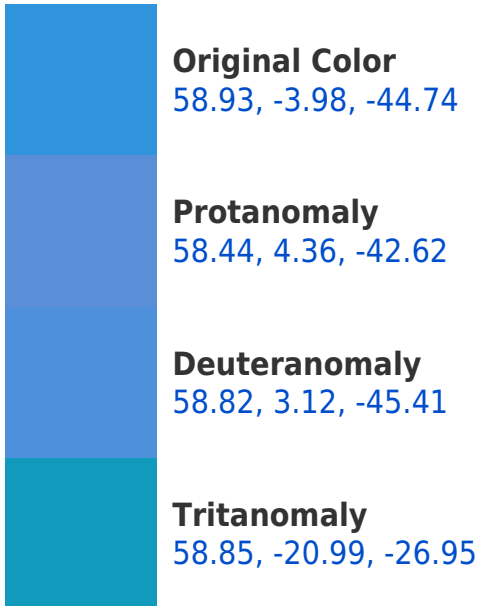 Original Color
58.93, -3.98, -44.74
Protanomaly
58.44, 4.36, -42.62
Deuteranomaly
58.82, 3.12, -45.41
Tritanomaly
58.85, -20.99, -26.95